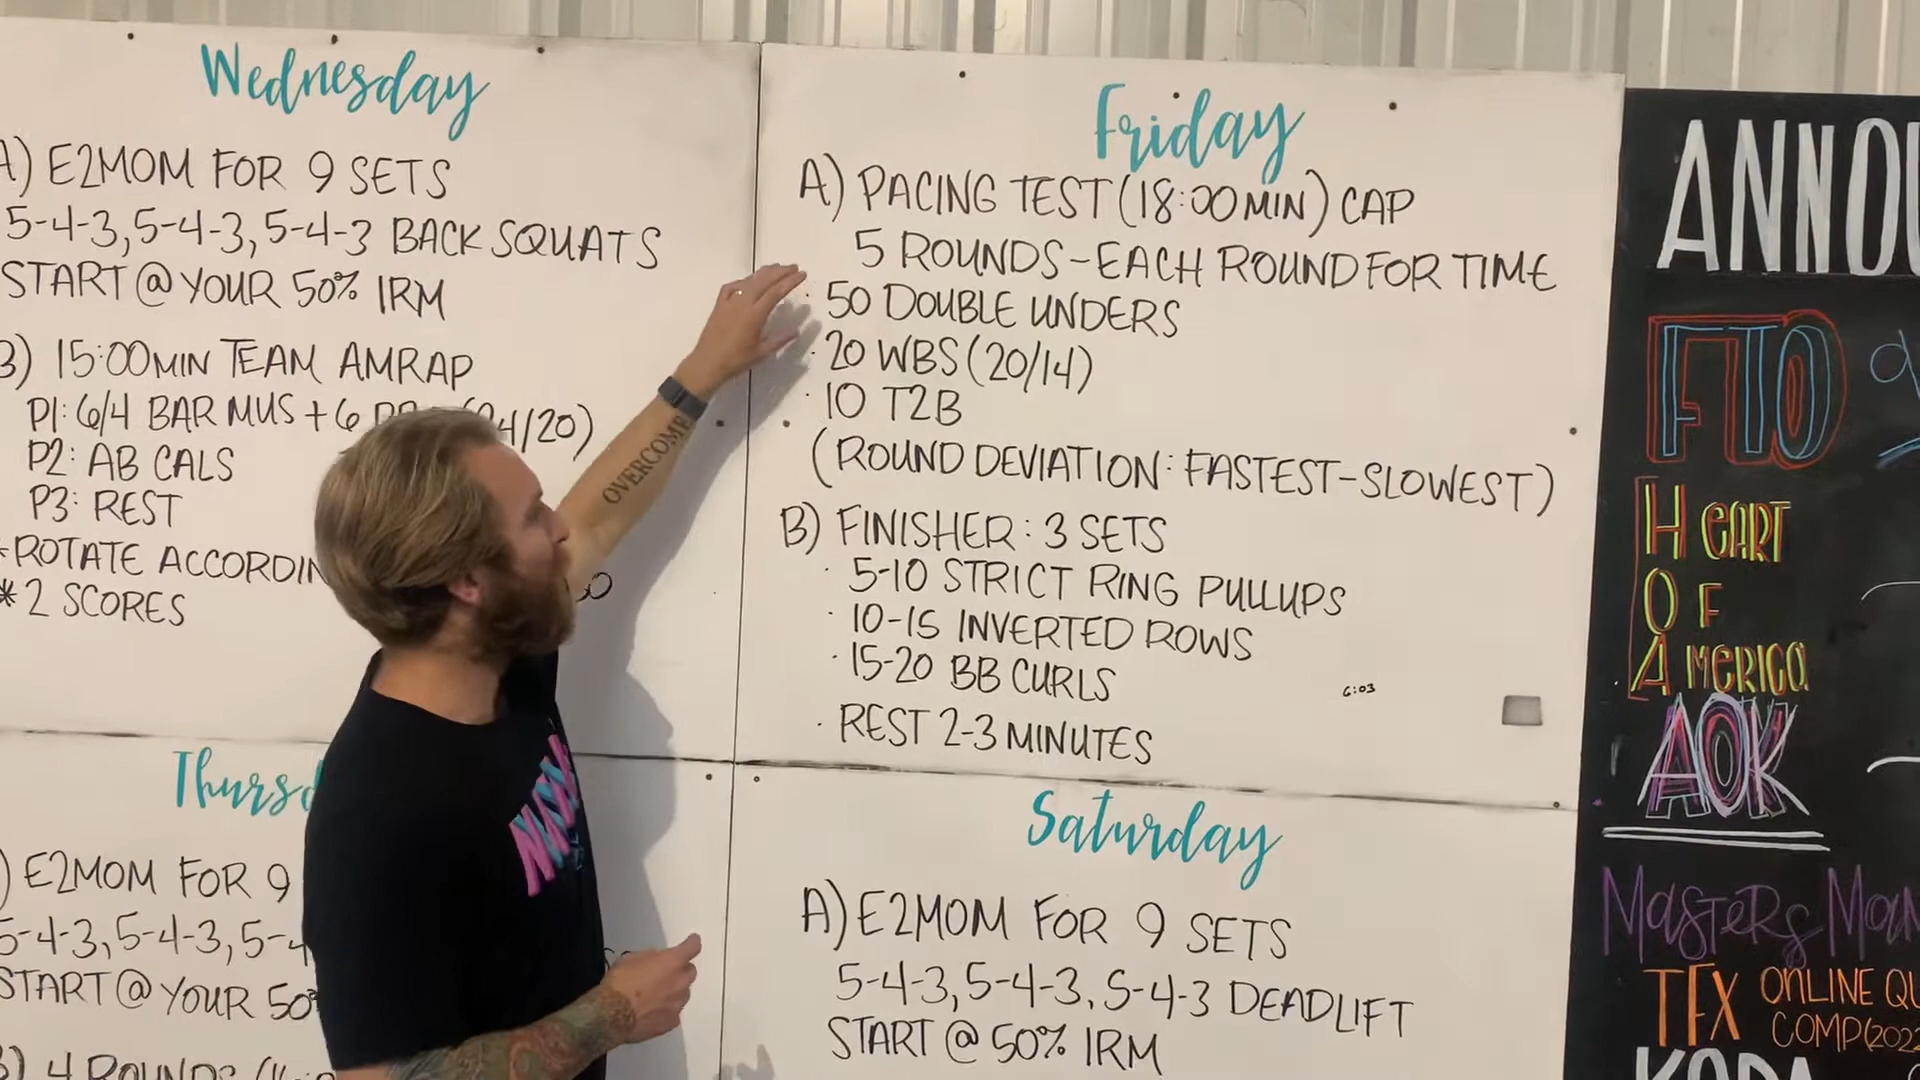 Wednesday
A) E2MOM FOR 9 SETS
5-4-3, 5-4-3, 5-4-3 BACK SQUATS
START @ YOUR 50% 1RM
B) 15:00MIN TEAM AMRAP
P1: 6/4 BAR MUS + 6 4/20)
P2: AB CALS
P3: REST
*ROTATE
*2 SCORES
Friday
A) PACING TEST (18:00MIN) CAP
5 ROUNDS - EACH ROUND FOR TIME
· 50 DOUBLE UNDERS
· 20 WBS (20/14)
· 10 T2B
(ROUND DEVIATION: FASTEST-SLOWEST)
B) FINISHER: 3 SETS
· 5-10 STRICT RING PULLUPS
· 10-15 INVERTED ROWS
· 15-20 BB CURLS
6:03
· REST 2-3 MINUTES
E2MOM FOR 9
5-4-3, 5-4-3, 5-4
START @ YOUR 50
B) 4 ROUNDS
Saturday
A) E2MOM FOR 9 SETS
5-4-3, 5-4-3, 5-4-3 DEADLIFT
START @ 50% 1RM
FTO
HEART
OF
AMERICA
AOK
MASTERS
TFX ONLINE
COMP(202